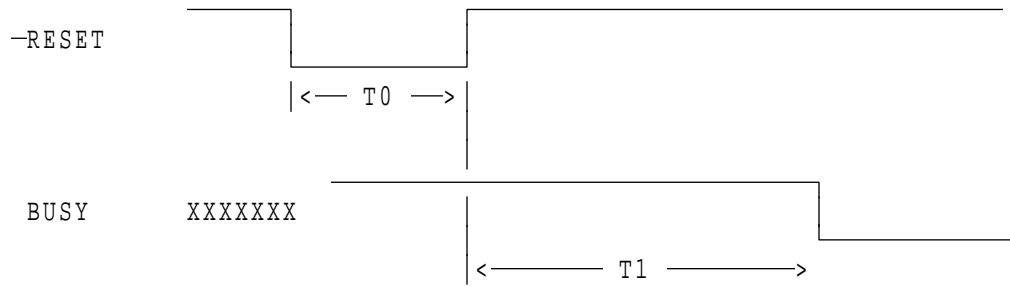 —RESET
|<— T0 —>|
BUSY XXXXXXX
|<—— T1 ——>